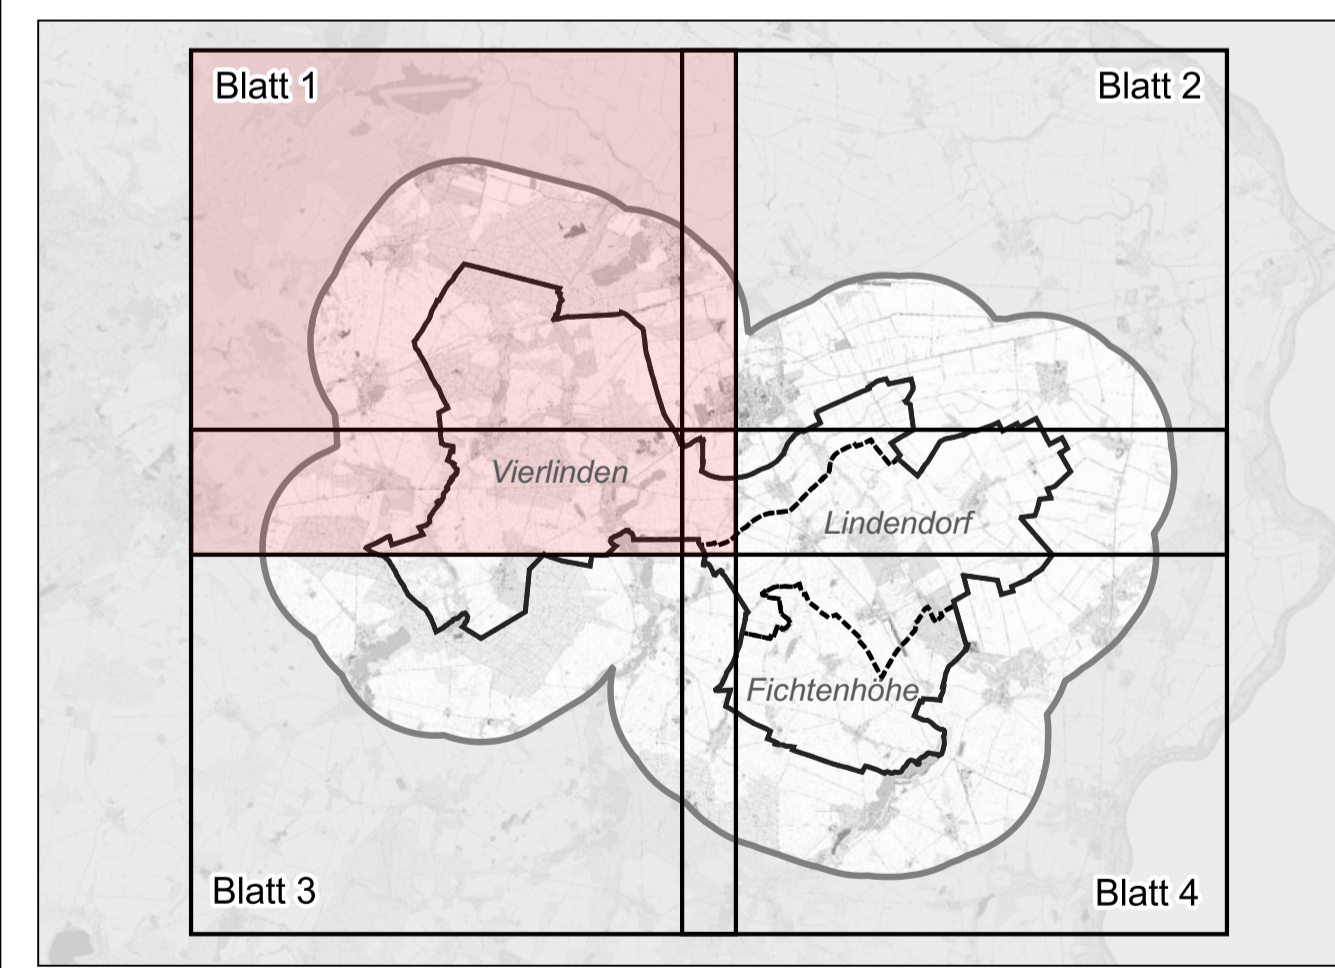 Blatt 1
Blatt 2
Vierlinden
Lindendorf
Fichtenhöhe
Blatt 3
Blatt 4